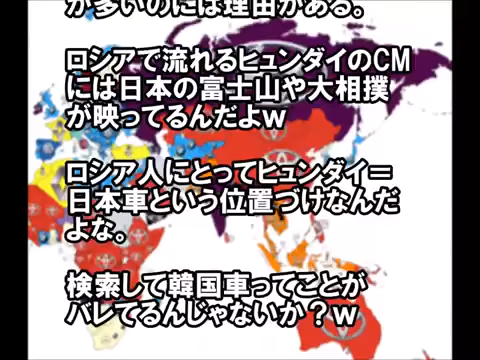 が多いのには理由がある。
ロシアで流れるヒュンダイのCM
には日本の富士山や大相撲
が映ってるんだよｗ
ロシア人にとってヒュンダイ＝
日本車という位置づけなんだ
よな。
検索して韓国車ってことが
バレてるんじゃないか？ｗ